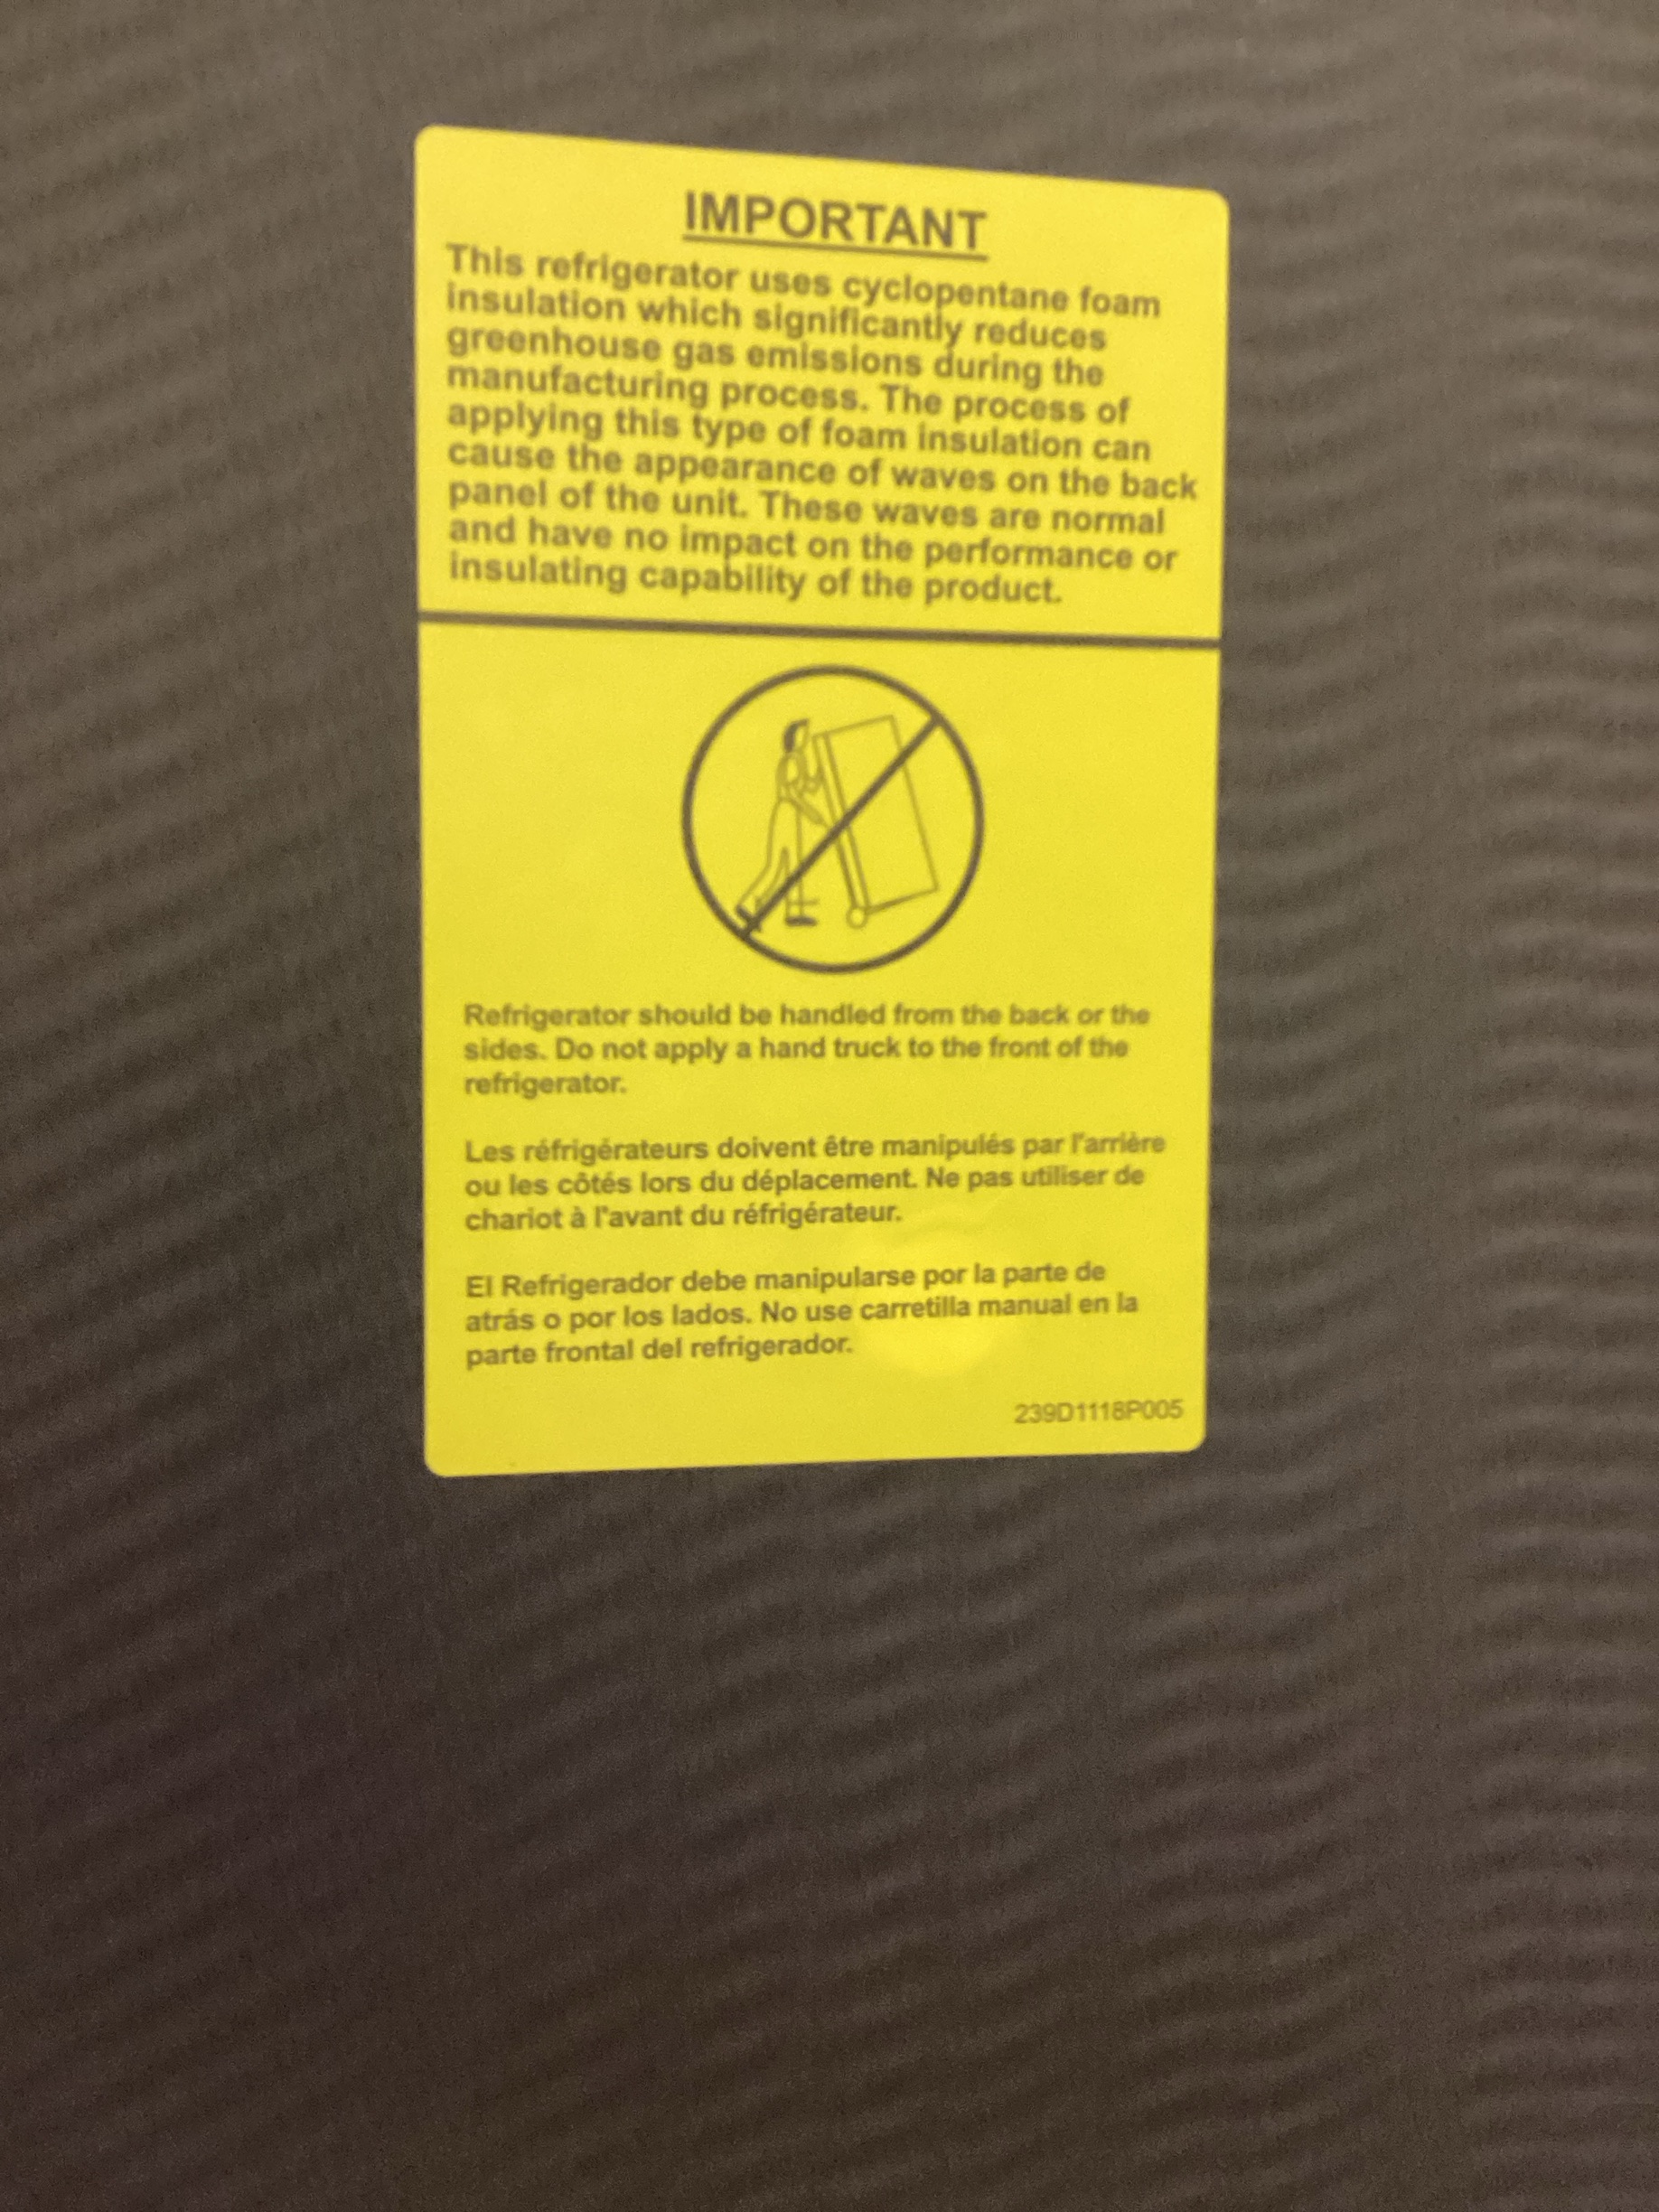 IMPORTANT
This refrigerator uses cyclopentane foam
insulation which significantly reduces
greenhouse gas emissions during the
manufacturing process. The process of
applying this type of foam insulation can
cause the appearance of waves on the back
panel of the unit. These waves are normal
and have no impact on the performance or
insulating capability of the product.
Refrigerator should be handled from the back or the
sides. Do not apply a hand truck to the front of the
refrigerator.
Les réfrigérateurs doivent être manipulés par l'arrière
ou les côtés lors du déplacement. Ne pas utiliser de
chariot à l'avant du réfrigérateur.
El Refrigerador debe manipularse por la parte de
atrás o por los lados. No use carretilla manual en la
parte frontal del refrigerador.
239D1118P005